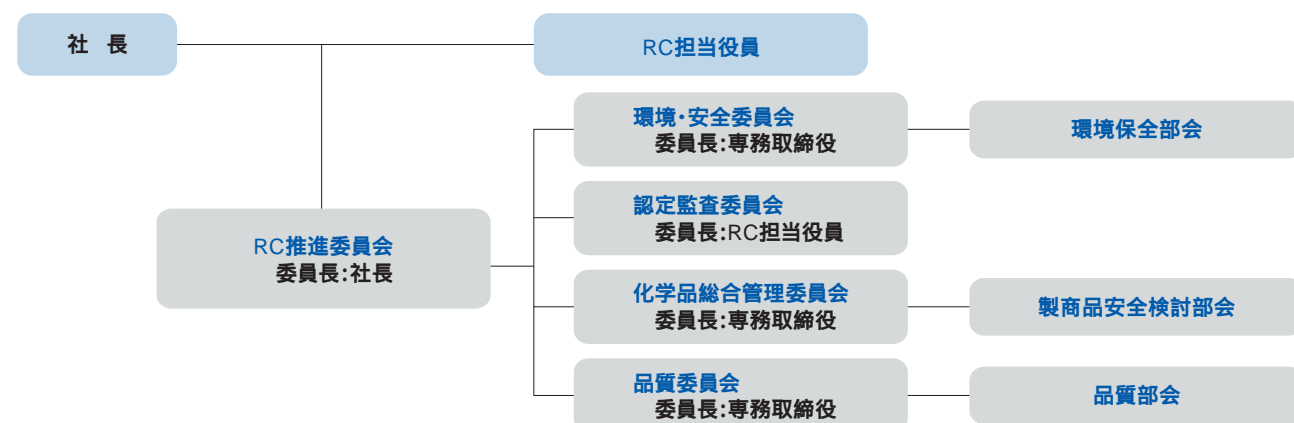 社 長
RC担当役員
環境・安全委員会
委員長:専務取締役
環境保全部会
認定監査委員会
委員長:RC担当役員
RC推進委員会
委員長:社長
化学品総合管理委員会
委員長:専務取締役
製商品安全検討部会
品質委員会
委員長:専務取締役
品質部会